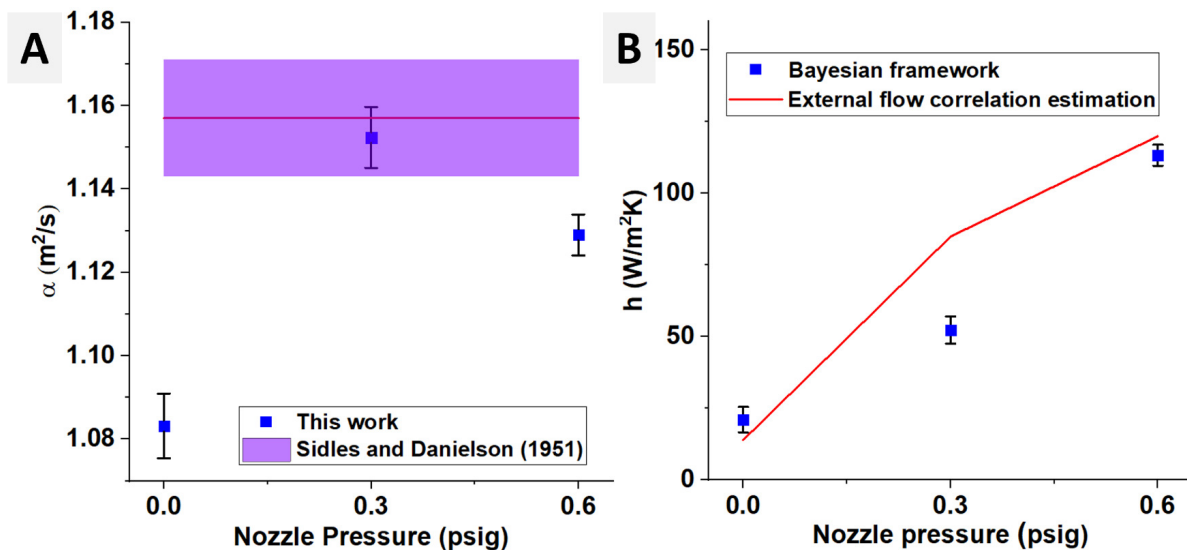 A
1.18
1.16
1.14
1.12
1.10
1.08
α (m²/s)
This work
Sidles and Danielson (1951)
0.0 0.3 0.6
Nozzle Pressure (psig)
B
150
100
50
0
h (W/m²K)
Bayesian framework
External flow correlation estimation
0.0 0.3 0.6
Nozzle pressure (psig)